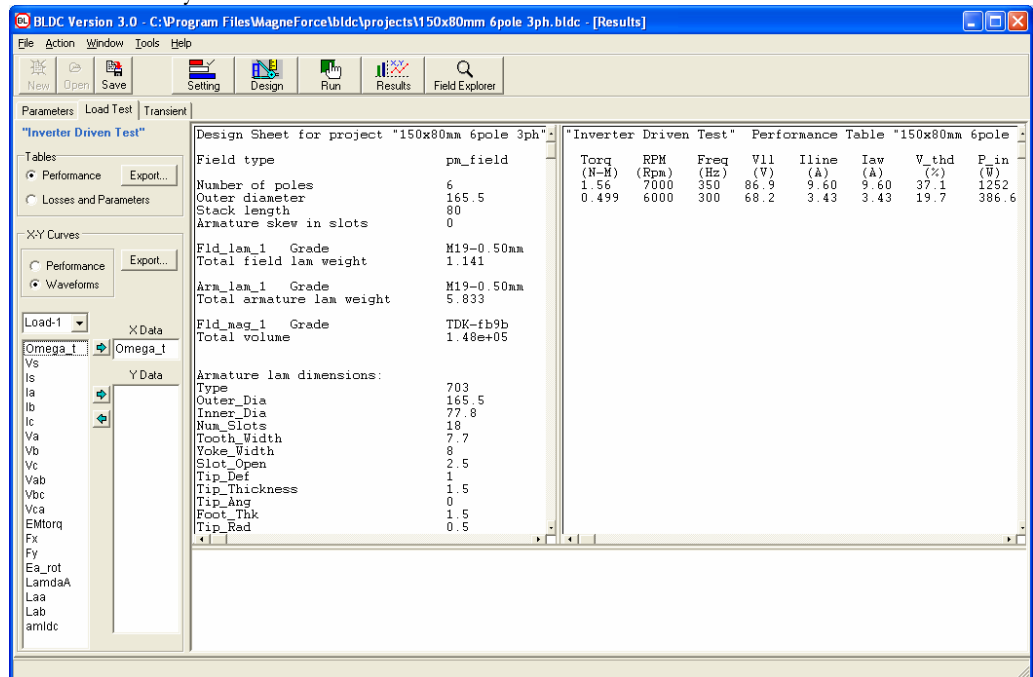 BLDC Version 3.0 - C:\Program Files\MagneForce\bldc\projects\150x80mm 6pole 3ph.bldc - [Results]
File Action Window Tools Help
New Open Save Setting Design Run Results Field Explorer
Parameters Load Test Transient
"Inverter Driven Test"
Tables
Performance Export...
Losses and Parameters
X-Y Curves
Performance Export...
Waveforms
Load-1
X Data
Omega_t Omega_t
Vs
Y Data
Is
Ia
Ib
Ic
Va
Vb
Vc
Vab
Vbc
Vca
EMtorq
Fx
Fy
Ea_rot
LamdaA
Laa
Lab
amIdc
Design Sheet for project "150x80mm 6pole 3ph"
Field type pm_field
Number of poles 6
Outer diameter 165.5
Stack length 80
Armature skew in slots 0
Fld_lam_1 Grade M19-0.50mm
Total field lam weight 1.141
Arm_lam_1 Grade M19-0.50mm
Total armature lam weight 5.833
Fld_mag_1 Grade TDK-fb9b
Total volume 1.48e+05
Armature lam dimensions:
Type 703
Outer_Dia 165.5
Inner_Dia 77.8
Num_Slots 18
Tooth_Width 7.7
Yoke_Width 8
Slot_Open 2.5
Tip_Def 1
Tip_Thickness 1.5
Tip_Ang 0
Foot_Thk 1.5
Tip_Rad 0.5
"Inverter Driven Test" Performance Table "150x80mm 6pole
Torq RPM Freq Vll Iline Iaw V_thd P_in
(N-M) (Rpm) (Hz) (V) (A) (A) (%) (W)
1.56 7000 350 86.9 9.60 9.60 37.1 1252
0.499 6000 300 68.2 3.43 3.43 19.7 386.6